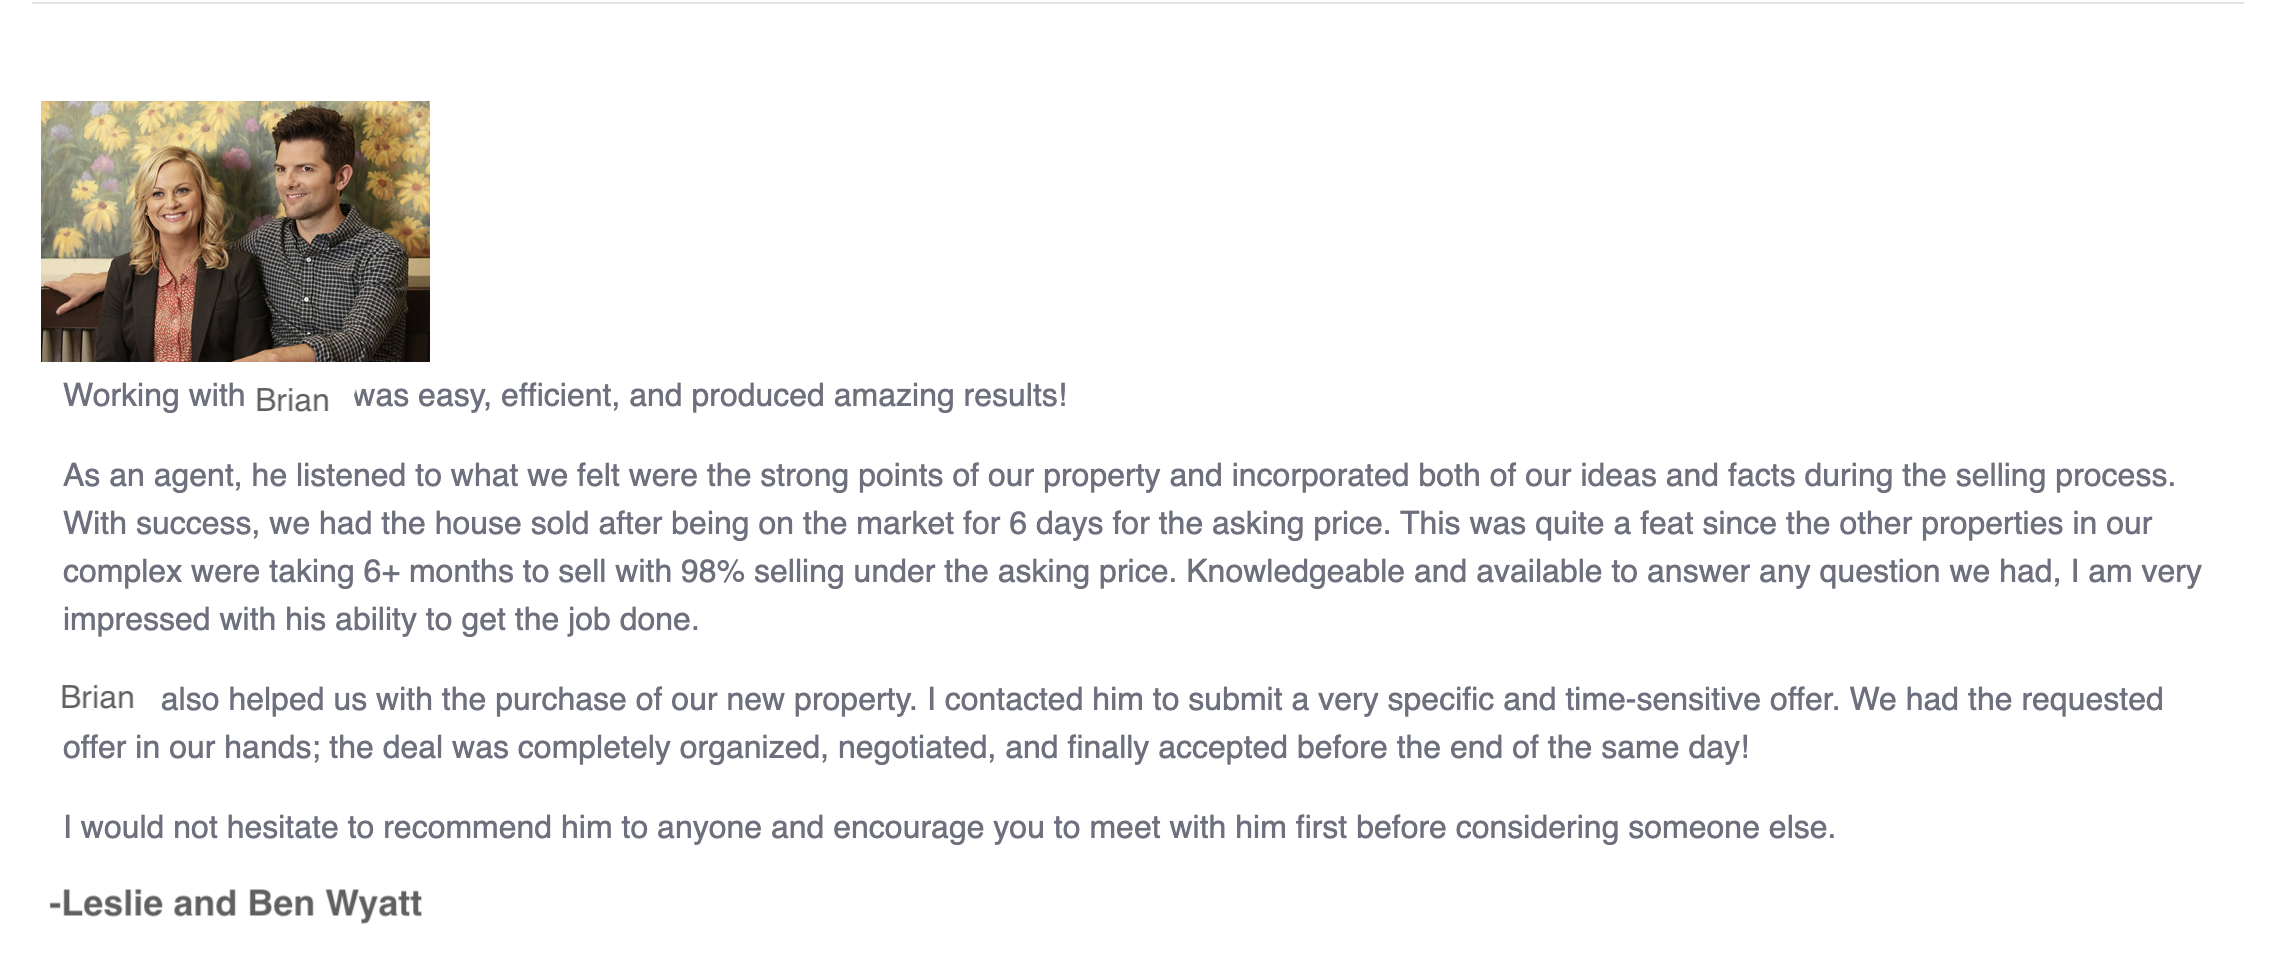 Working with Brian was easy, efficient, and produced amazing results!
As an agent, he listened to what we felt were the strong points of our property and incorporated both of our ideas and facts during the selling process.
With success, we had the house sold after being on the market for 6 days for the asking price. This was quite a feat since the other properties in our
complex were taking 6+ months to sell with 98% selling under the asking price. Knowledgeable and available to answer any question we had, I am very
impressed with his ability to get the job done.
Brian also helped us with the purchase of our new property. I contacted him to submit a very specific and time-sensitive offer. We had the requested
offer in our hands; the deal was completely organized, negotiated, and finally accepted before the end of the same day!
I would not hesitate to recommend him to anyone and encourage you to meet with him first before considering someone else.
-Leslie and Ben Wyatt